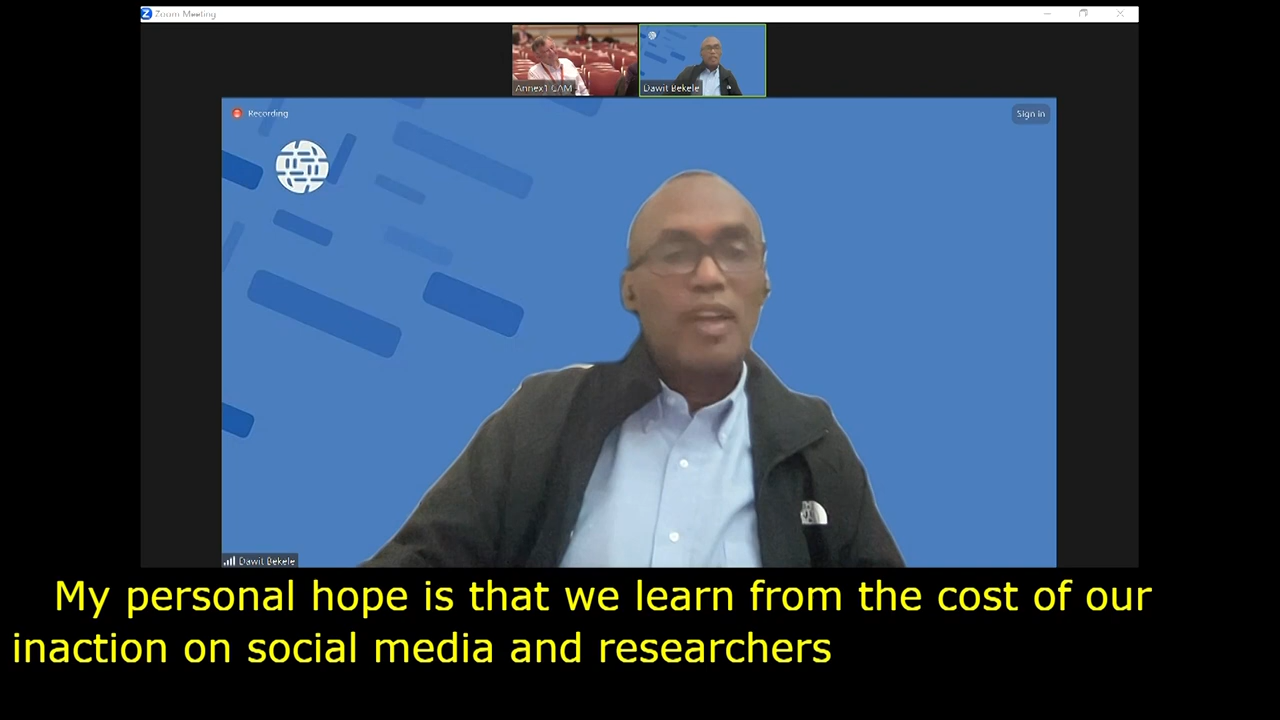 Zoom Meeting
Annex1 CAM
Dawit Bekele
Recording
Sign in
Dawit Bekele
My personal hope is that we learn from the cost of our
inaction on social media and researchers